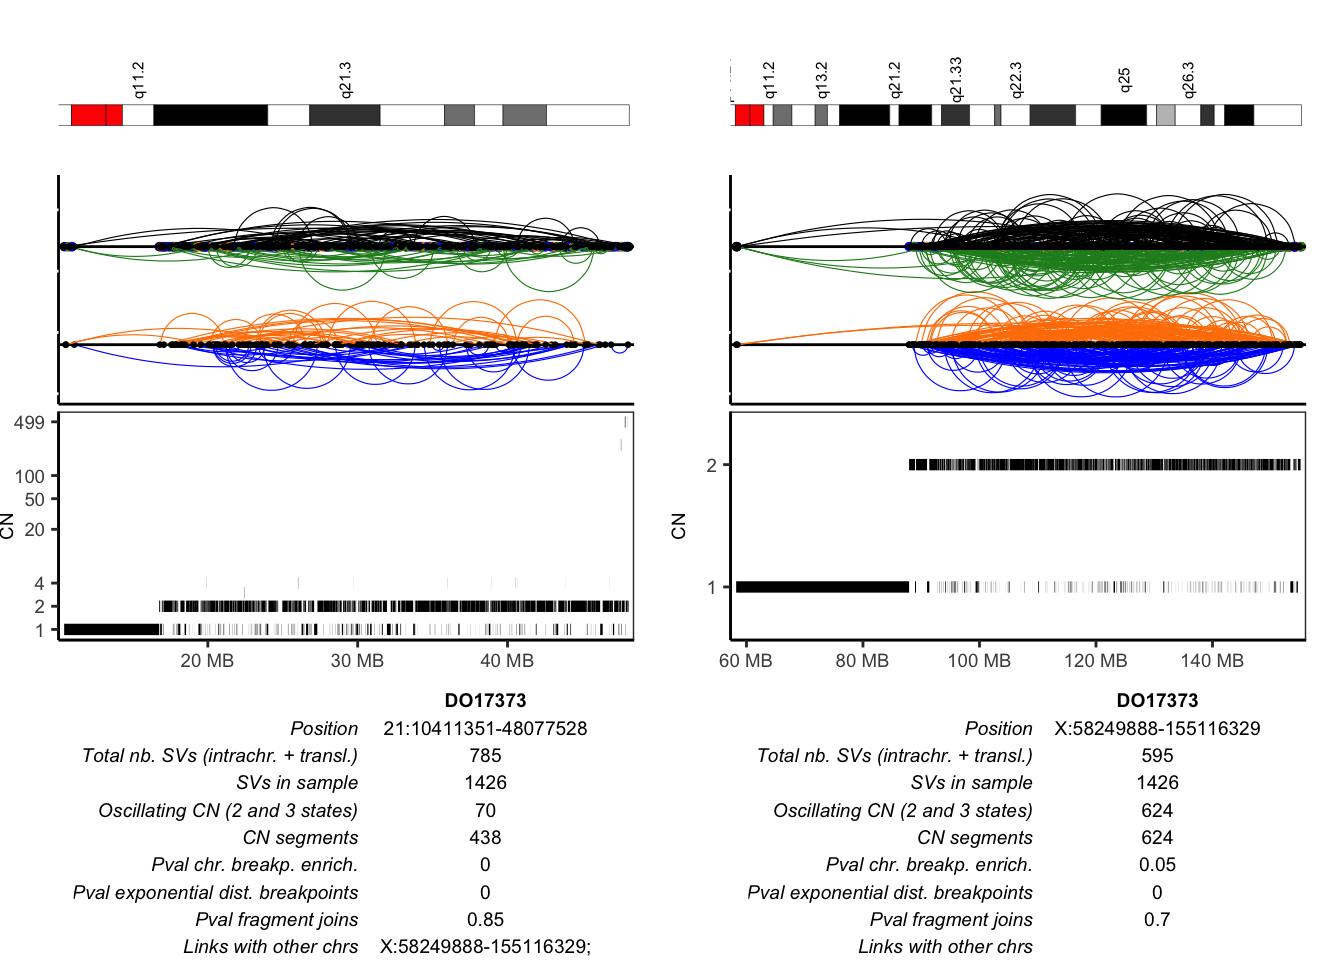 q11.2
q21.3
q11.2
q13.2
q21.2
q21.33
q22.3
q25
q26.3
499
100
50
20
4
2
1
CN
20 MB
30 MB
40 MB
2
1
CN
60 MB
80 MB
100 MB
120 MB
140 MB
DO17373
Position 21:10411351-48077528
Total nb. SVs (intrachr. + transl.) 785
SVs in sample 1426
Oscillating CN (2 and 3 states) 70
CN segments 438
Pval chr. breakp. enrich. 0
Pval exponential dist. breakpoints 0
Pval fragment joins 0.85
Links with other chrs X:58249888-155116329;
DO17373
Position X:58249888-155116329
Total nb. SVs (intrachr. + transl.) 595
SVs in sample 1426
Oscillating CN (2 and 3 states) 624
CN segments 624
Pval chr. breakp. enrich. 0.05
Pval exponential dist. breakpoints 0
Pval fragment joins 0.7
Links with other chrs